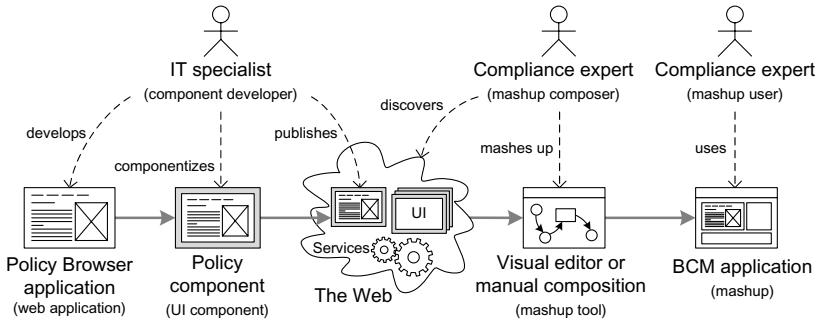 IT specialist
(component developer)
Compliance expert
(mashup composer)
Compliance expert
(mashup user)
develops
componentizes
publishes
discovers
mashes up
uses
UI
Services
Policy Browser
application
(web application)
Policy
component
(UI component)
The Web
Visual editor or
manual composition
(mashup tool)
BCM application
(mashup)